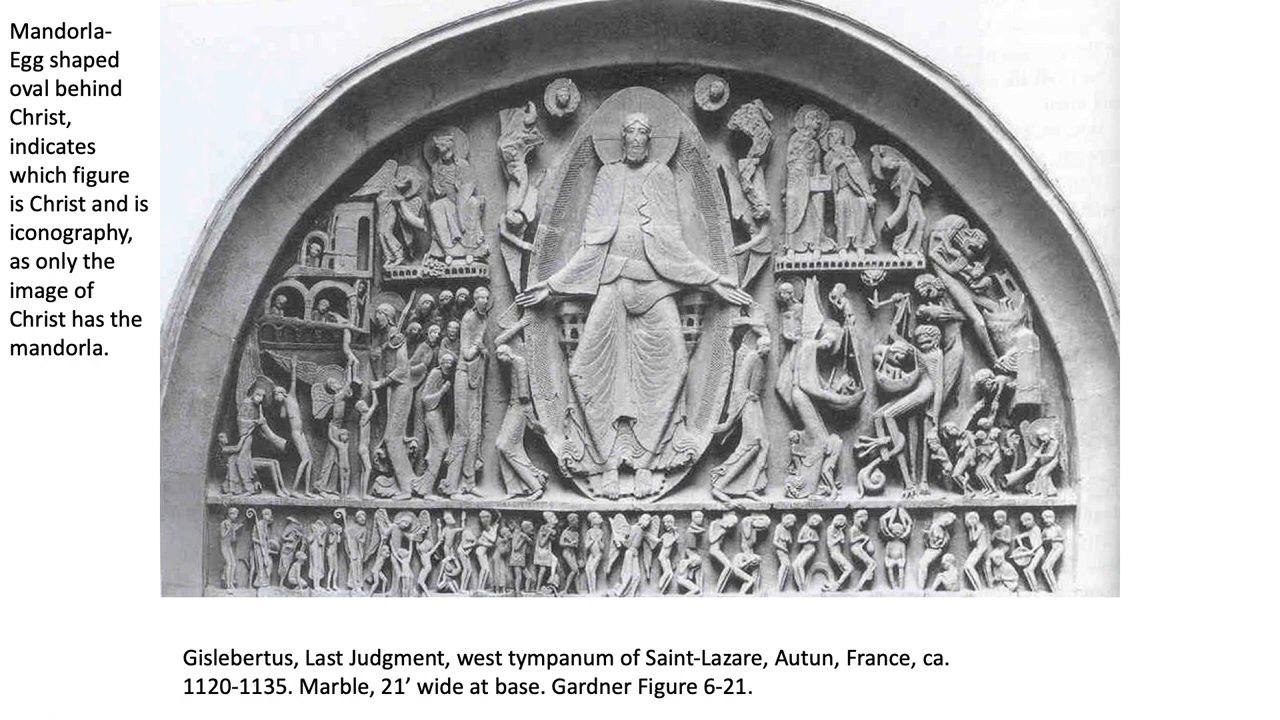 Mandorla-
Egg shaped
oval behind
Christ,
indicates
which figure
is Christ and is
iconography,
as only the
image of
Christ has the
mandorla.
Gislebertus, Last Judgment, west tympanum of Saint-Lazare, Autun, France, ca.
1120-1135. Marble, 21’ wide at base. Gardner Figure 6-21.